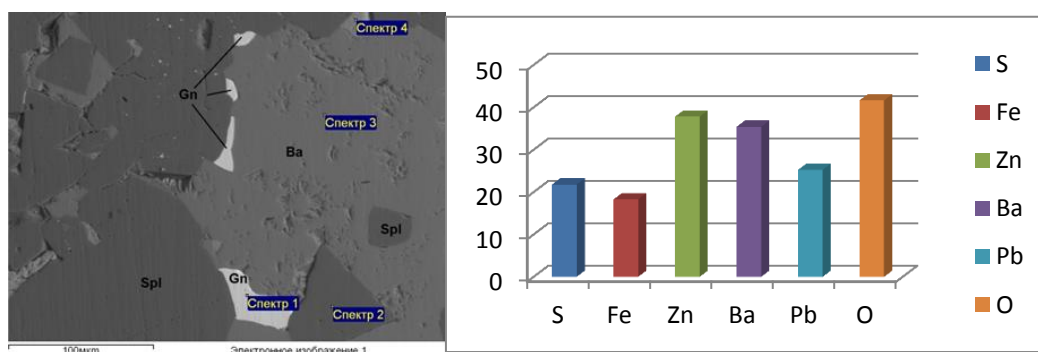 Спектр 4
Gn
Спектр 3
Ba
Spl
Gn
Spl
Спектр 1
Спектр 2
100мкm
Электронное изображение 1
50
40
30
20
10
0
S Fe Zn Ba Pb O
S
Fe
Zn
Ba
Pb
O